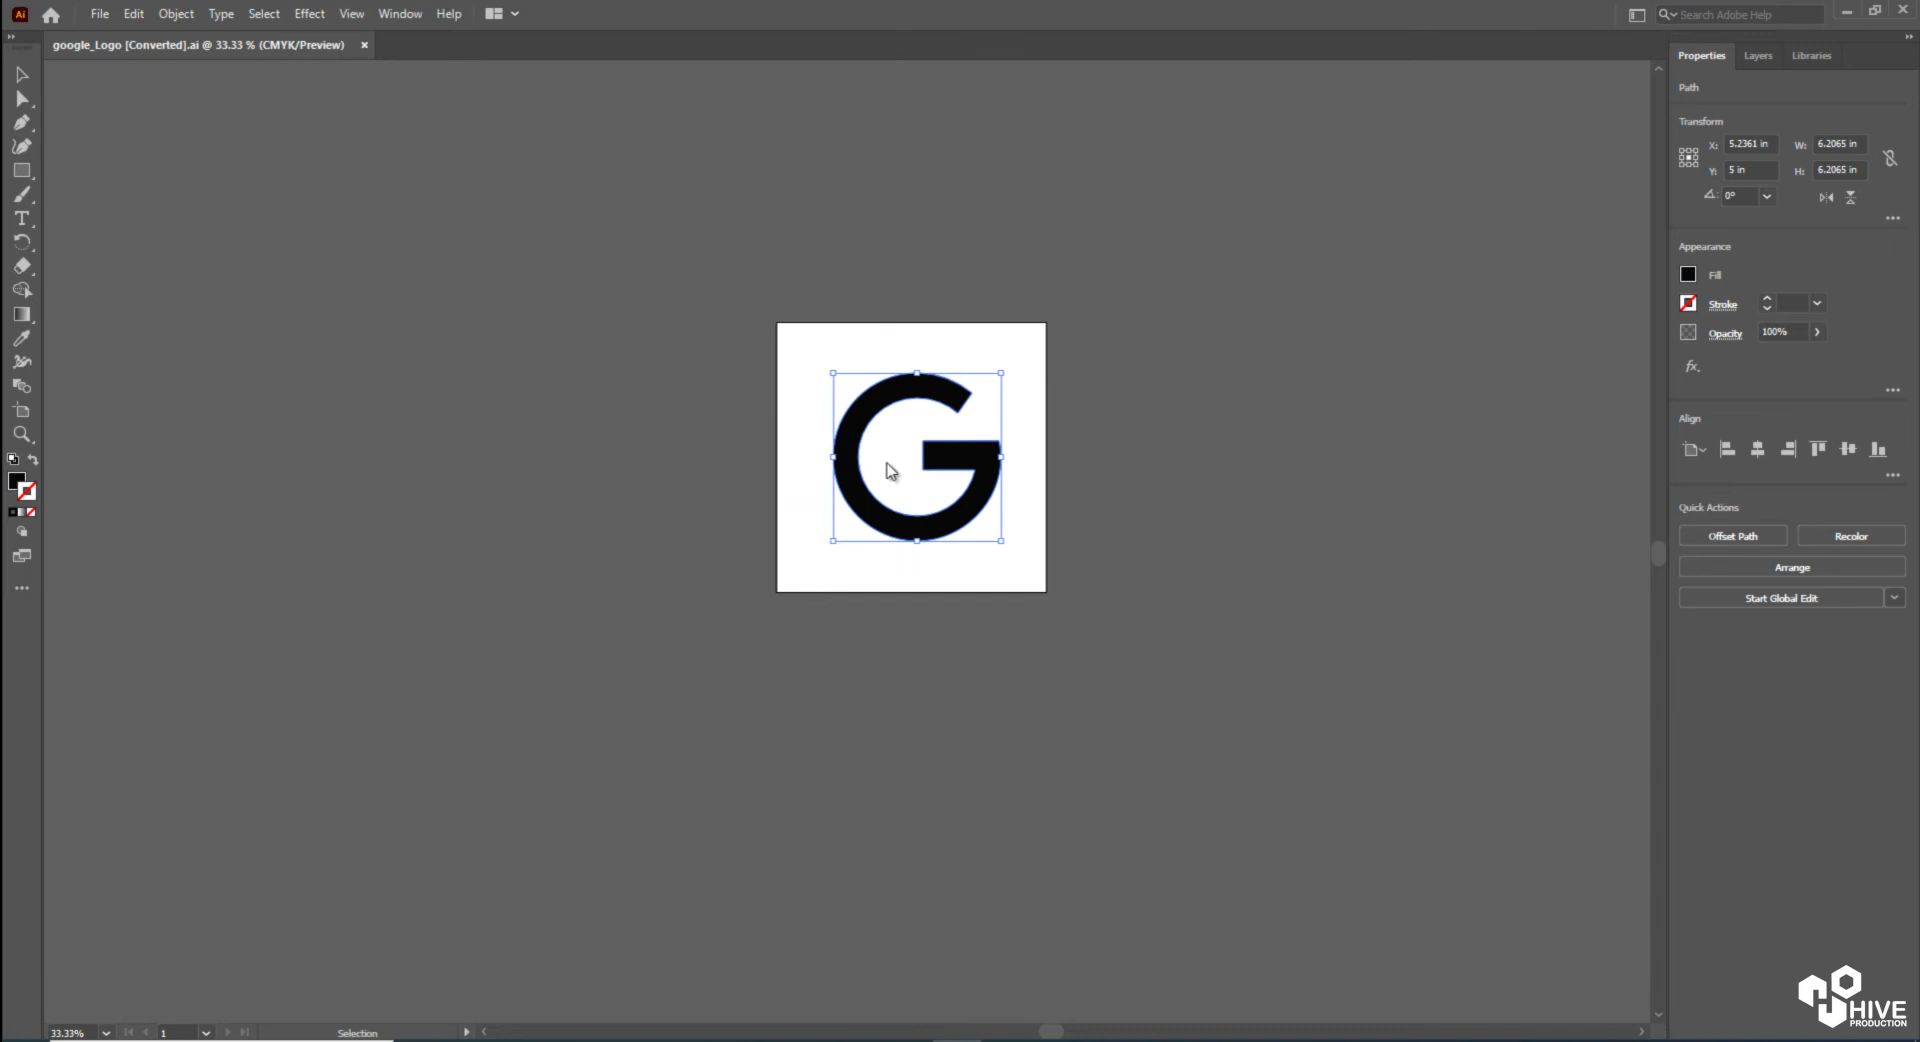 Ai File Edit Object Type Select Effect View Window Help Search Adobe Help
google_Logo [Converted].ai @ 33.33 % (CMYK/Preview) ×
Properties Layers Libraries
Path
Transform
X: 5.2361 in W: 6.2065 in
Y: 5 in H: 6.2065 in
0°
Appearance
Fill
Stroke
Opacity 100%
fx.
Align
Quick Actions
Offset Path Recolor
Arrange
Start Global Edit
G
T
33.33% 1 Selection
HIVE
PRODUCTION